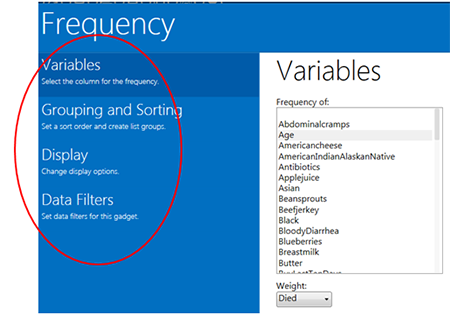 Frequency
Variables
Select the column for the frequency.
Grouping and Sorting
Set a sort order and create list groups.
Display
Change display options.
Data Filters
Set data filters for this gadget.
Variables
Frequency of:
Abdominalcramps
Age
Americancheese
AmericanIndianAlaskanNative
Antibiotics
Applejuice
Asian
Beansprouts
Beefjerkey
Black
BloodyDiarrhea
Blueberries
Breastmilk
Butter
Weight:
Died